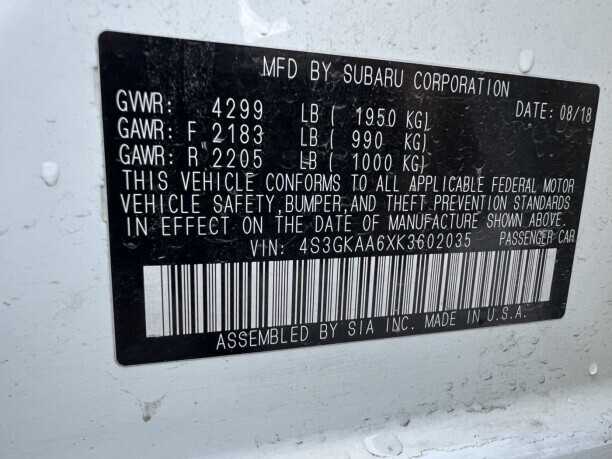 MFD BY SUBARU CORPORATION
GVWR: 4299 LB ( 1950 KG) DATE: 08/18
GAWR: F 2183 LB ( 990 KG)
GAWR: R 2205 LB ( 1000 KG)
THIS VEHICLE CONFORMS TO ALL APPLICABLE FEDERAL MOTOR
VEHICLE SAFETY,BUMPER,AND THEFT PREVENTION STANDARDS
IN EFFECT ON THE DATE OF MANUFACTURE SHOWN ABOVE.
VIN: 4S3GKAA6XK3602035 PASSENGER CAR
ASSEMBLED BY SIA INC. MADE IN U.S.A.